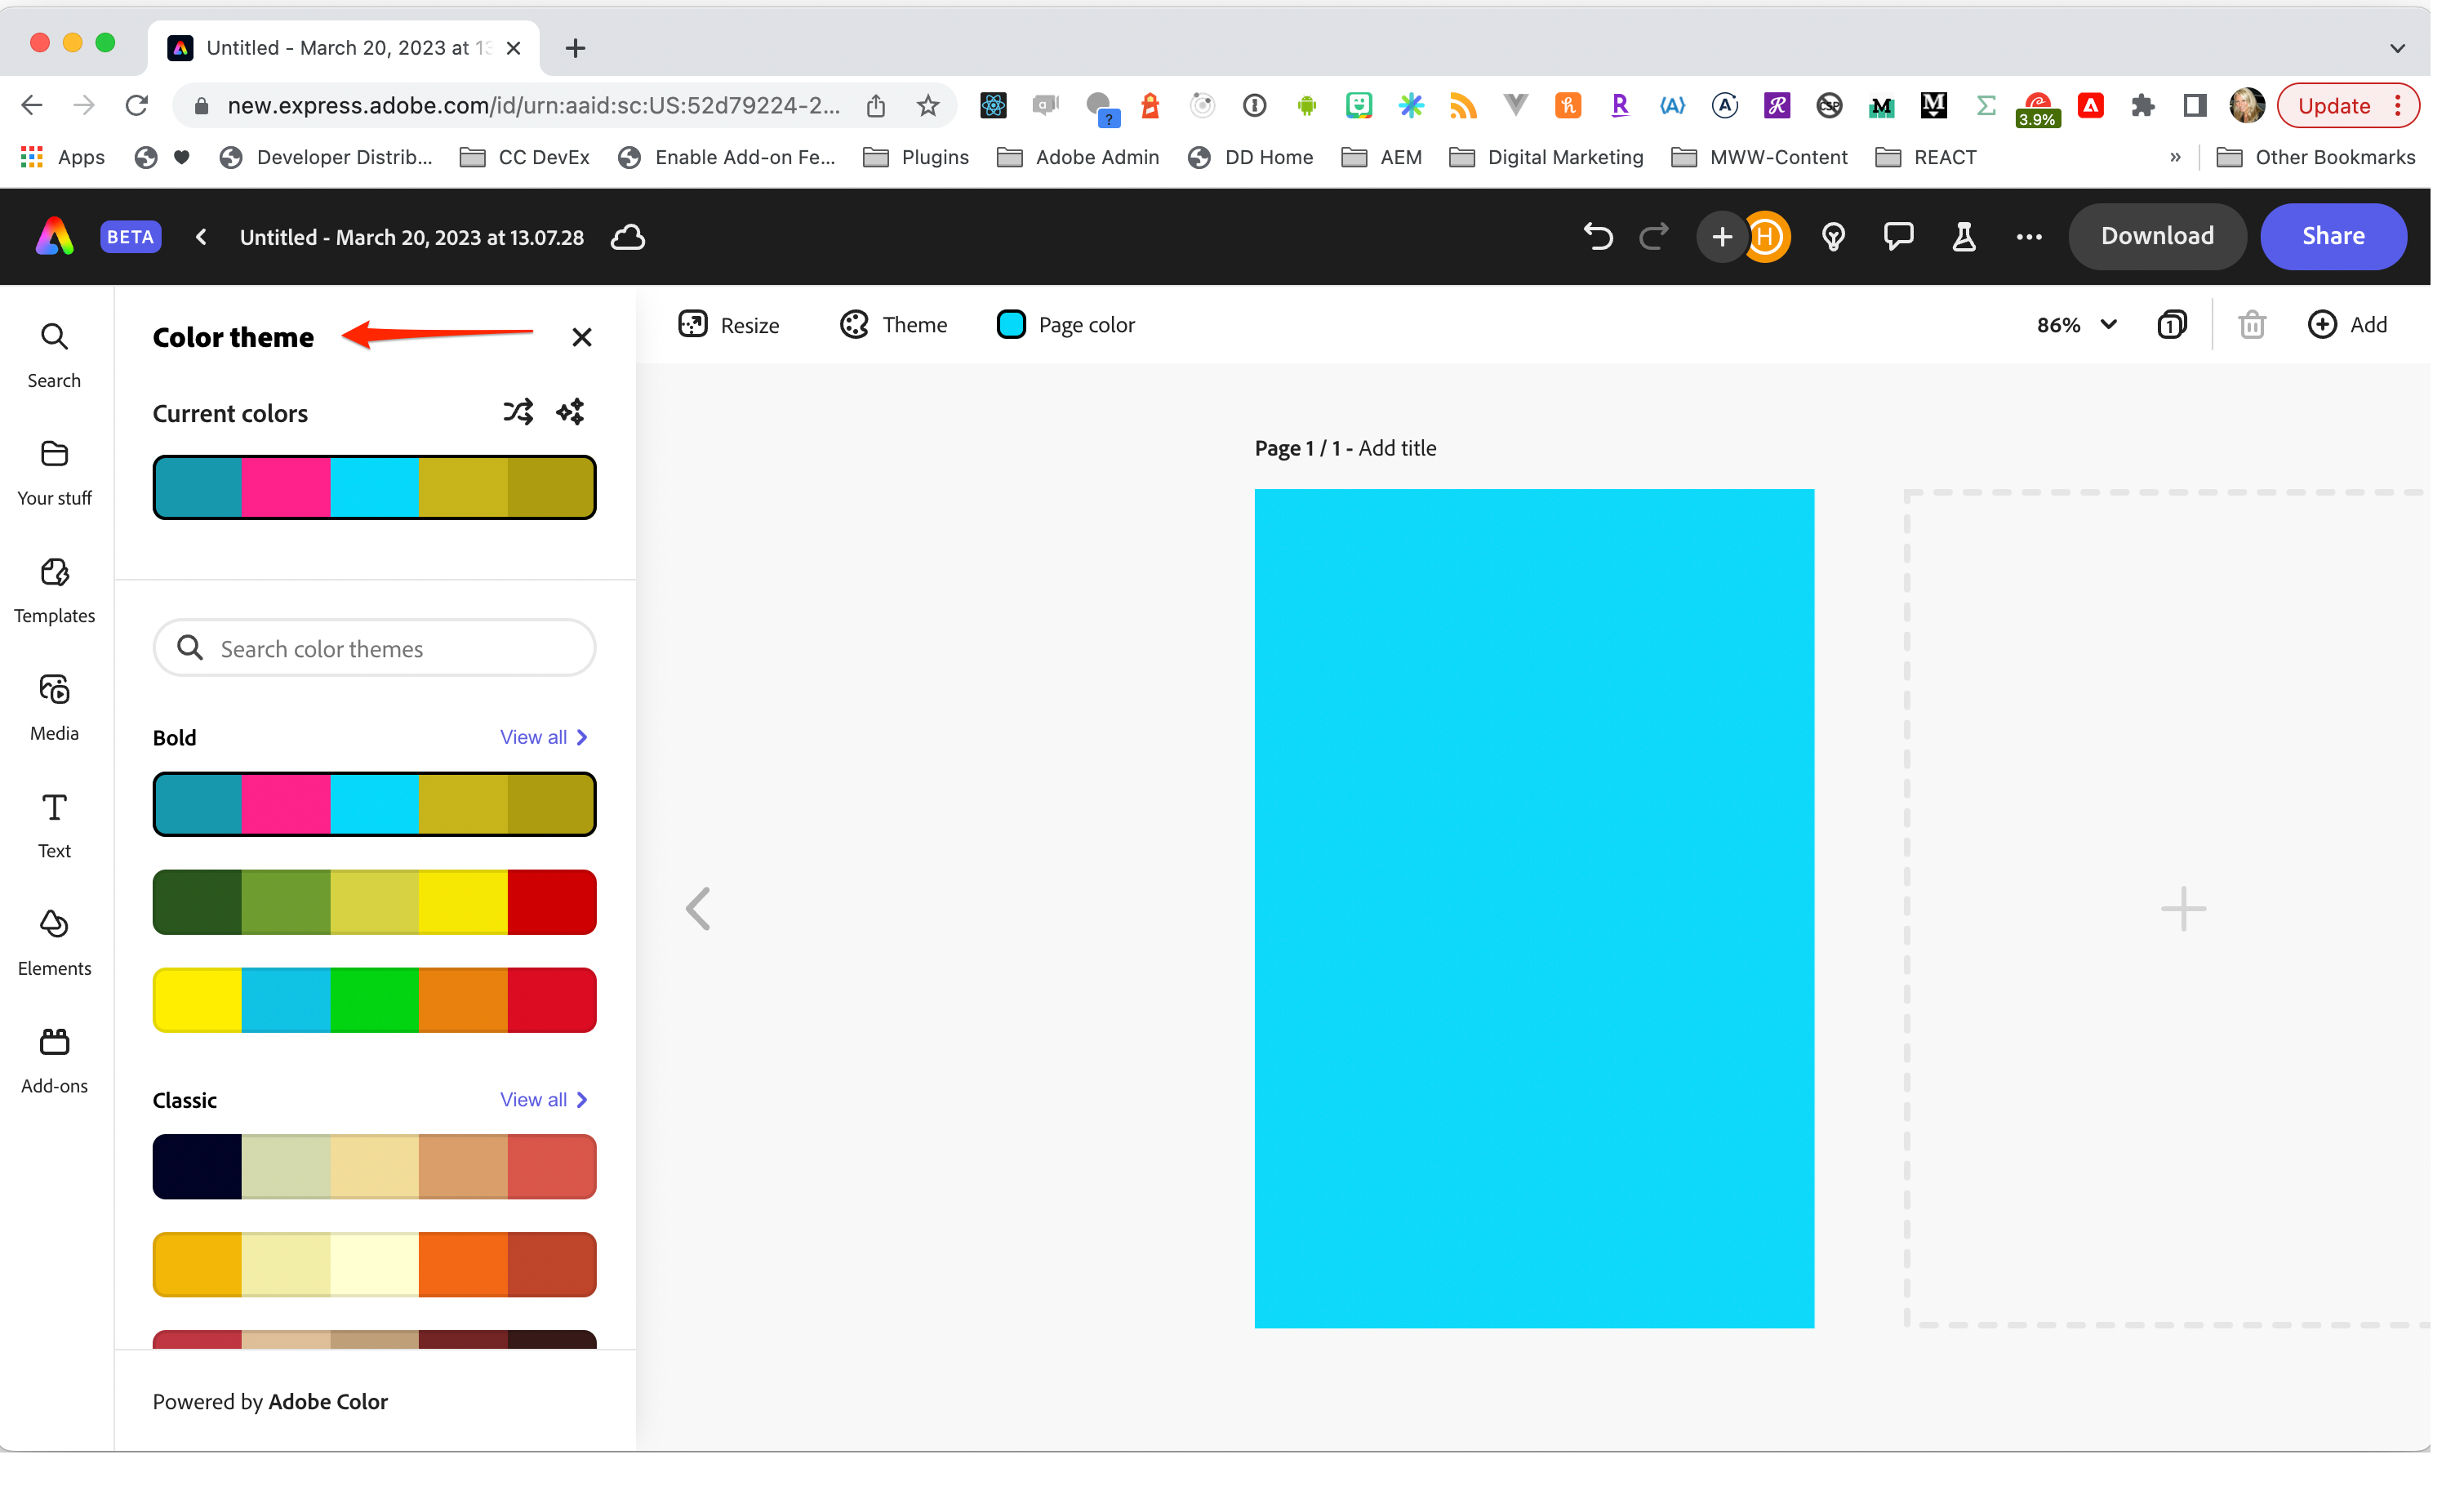 Untitled - March 20, 2023 at 13
new.express.adobe.com/id/urn:aaid:sc:US:52d79224-2...
?
3.9%
Update
Apps
Developer Distrib...
CC DevEx
Enable Add-on Fe...
Plugins
Adobe Admin
DD Home
AEM
Digital Marketing
MWW-Content
REACT
»
Other Bookmarks
BETA
Untitled - March 20, 2023 at 13.07.28
H
Download
Share
Search
Your stuff
Templates
Media
Text
Elements
Add-ons
Color theme
Current colors
Search color themes
Bold
View all
Classic
View all
Powered by Adobe Color
Resize
Theme
Page color
86%
1
Add
Page 1 / 1 - Add title